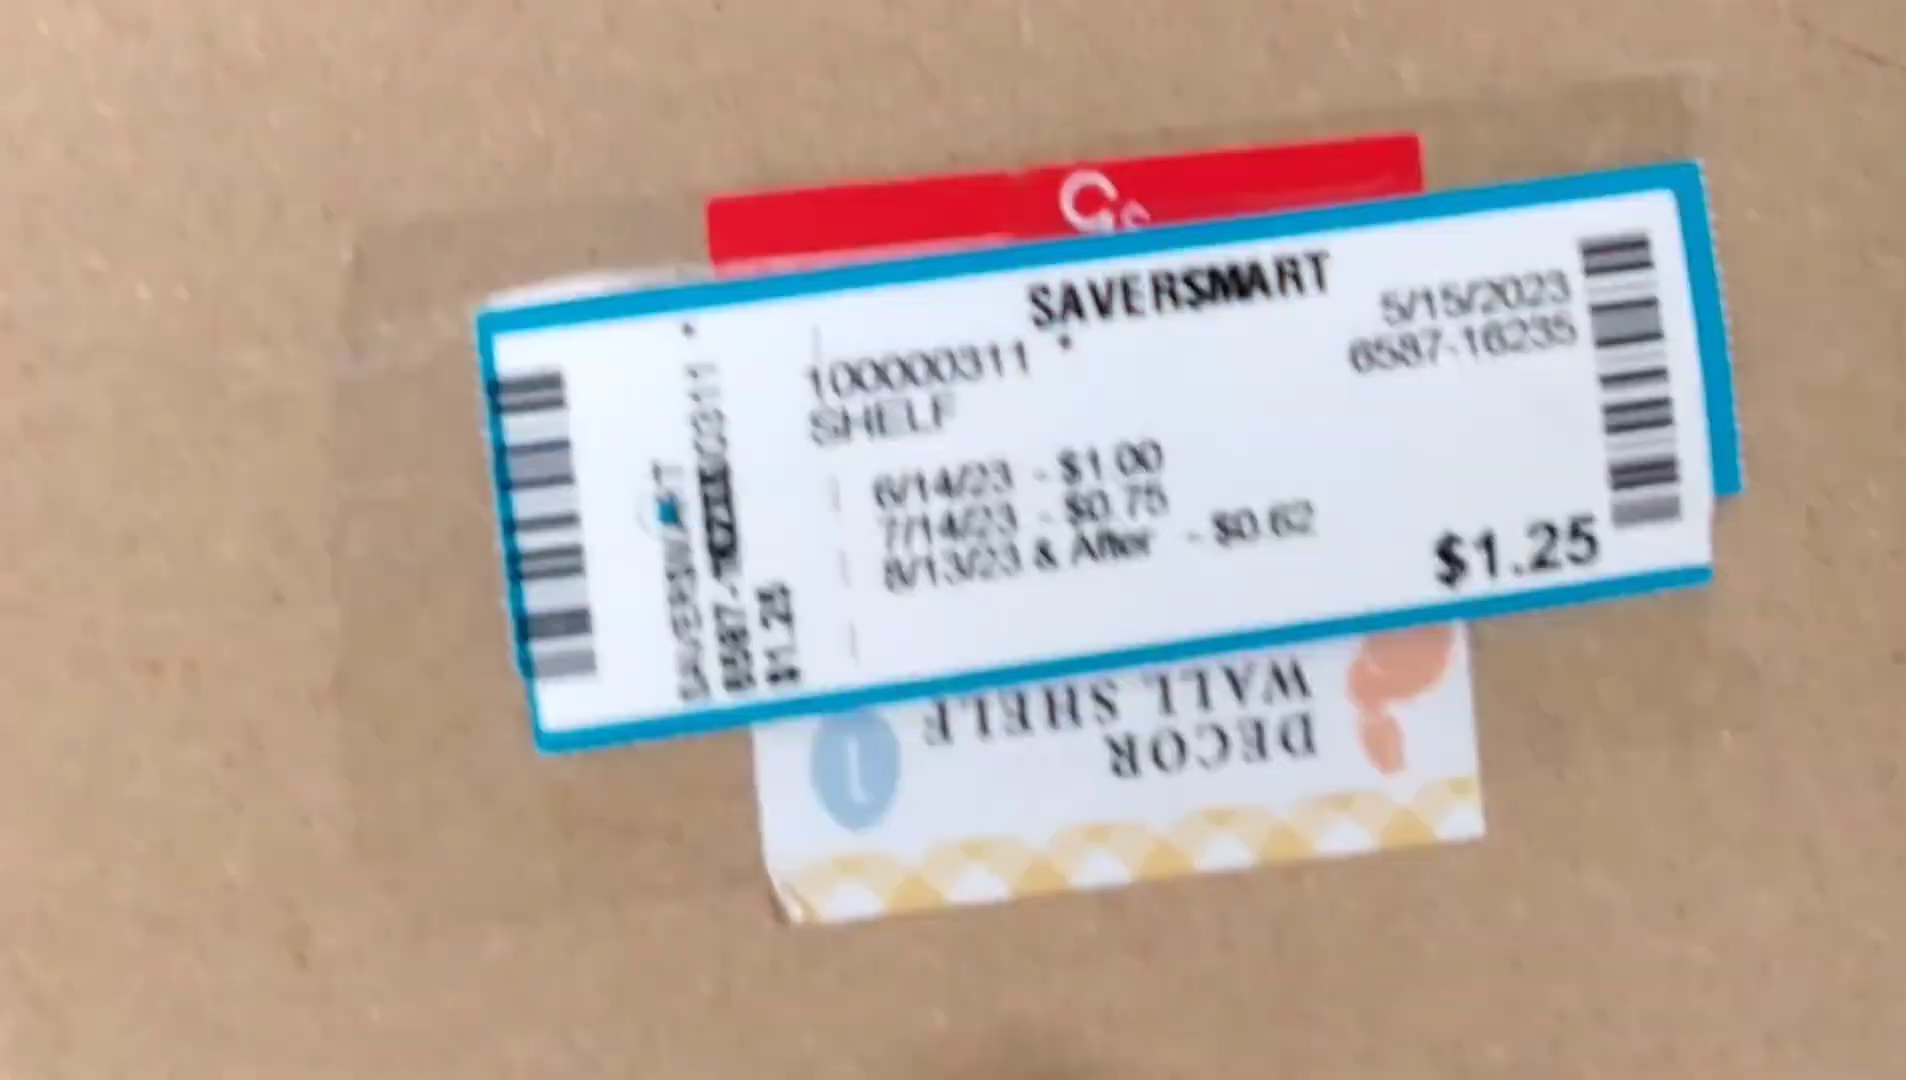 SAVERSMART
5/15/2023
100000311 *
6587-16235
SHELF
6/14/23 - $1.00
7/14/23 - $0.75
8/13/23 & After - $0.62
$1.25
SAVERSMART
$1.25
DECOR
WALL SHELF